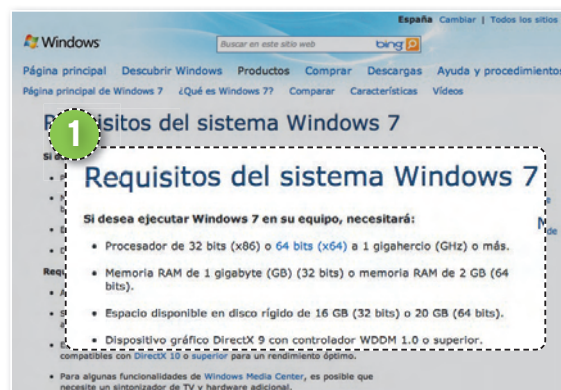 España Cambiar | Todos los sitios
Windows
Buscar en este sitio web
bing
Página principal Descubrir Windows Productos Comprar Descargas Ayuda y procedimientos
Página principal de Windows 7 ¿Qué es Windows 7? Comparar Características Vídeos
Requisitos del sistema Windows 7
1
Requisitos del sistema Windows 7
Si desea ejecutar Windows 7 en su equipo, necesitará:
• Procesador de 32 bits (x86) o 64 bits (x64) a 1 gigahercio (GHz) o más.
• Memoria RAM de 1 gigabyte (GB) (32 bits) o memoria RAM de 2 GB (64
bits).
• Espacio disponible en disco rígido de 16 GB (32 bits) o 20 GB (64 bits).
• Dispositivo gráfico DirectX 9 con controlador WDDM 1.0 o superior.
compatibles con DirectX 10 o superior para un rendimiento óptimo.
• Para algunas funcionalidades de Windows Media Center, es posible que
necesite un sintonizador de TV y hardware adicional.